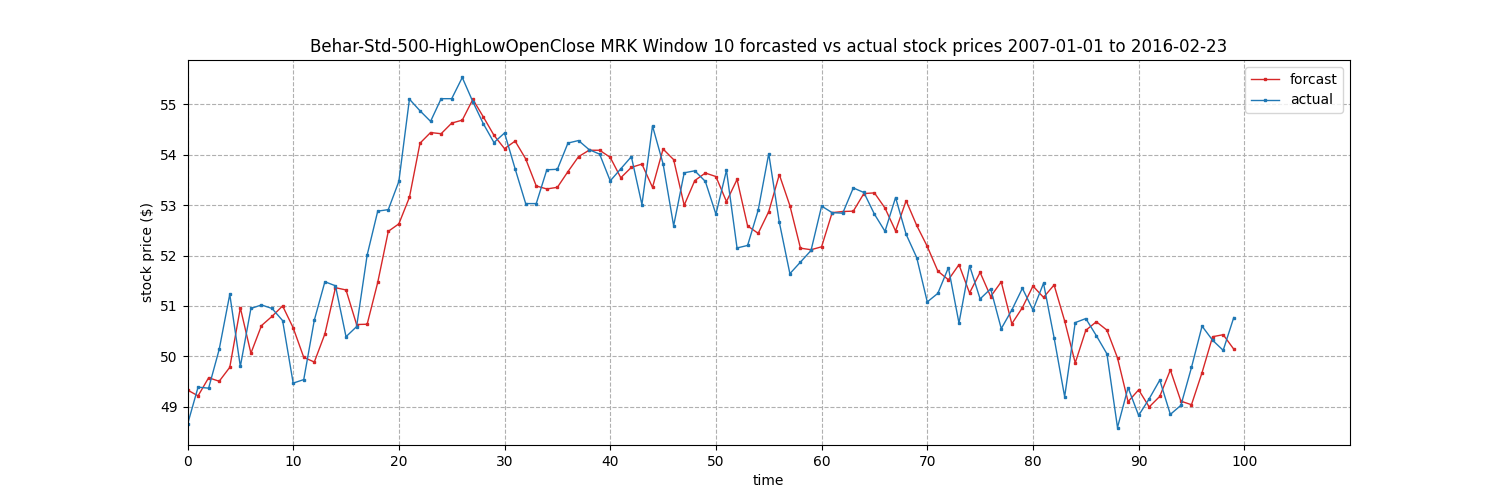 Behar-Std-500-HighLowOpenClose MRK Window 10 forcasted vs actual stock prices 2007-01-01 to 2016-02-23
forcast
actual
stock price ($)
55
54
53
52
51
50
49
0 10 20 30 40 50 60 70 80 90 100
time